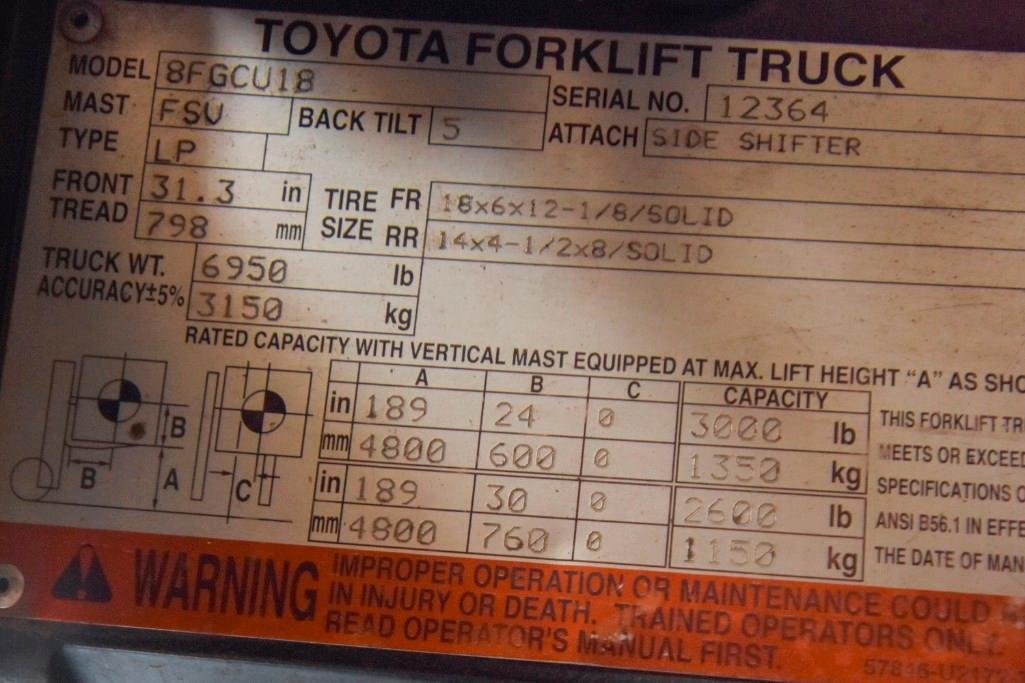 TOYOTA FORKLIFT TRUCK
MODEL 8FGCU18 SERIAL NO. 12364
MAST FSV BACK TILT 5 ATTACH SIDE SHIFTER
TYPE LP
FRONT TREAD 31.3 in TIRE SIZE FR 18x6x12-1/8/SOLID
798 mm RR 14x4-1/2x8/SOLID
TRUCK WT. 6950 lb
ACCURACY±5% 3150 kg
RATED CAPACITY WITH VERTICAL MAST EQUIPPED AT MAX. LIFT HEIGHT "A" AS
A B C CAPACITY
in 189 24 0 3000 lb
mm 4800 600 0 1350 kg
in 189 30 0 2600 lb
mm 4800 760 0 1150 kg
B
B A C
THIS FORKLIFT
MEETS OR
SPECIFICATIONS
ANSI B56.1 IN
THE DATE OF
WARNING
IMPROPER OPERATION OR MAINTENANCE COULD
IN INJURY OR DEATH. TRAINED OPERATORS ONLY.
READ OPERATOR'S MANUAL FIRST.